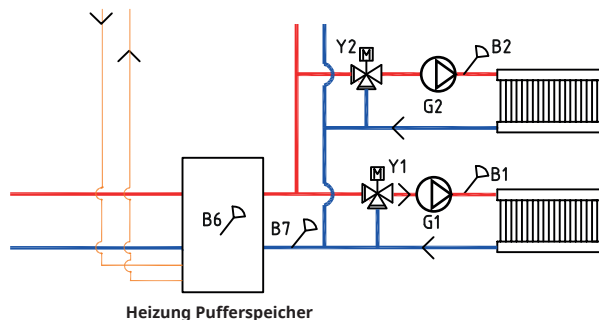 M
Y2
B2
G2
M
Y1
B1
B6
B7
G1
Heizung Pufferspeicher